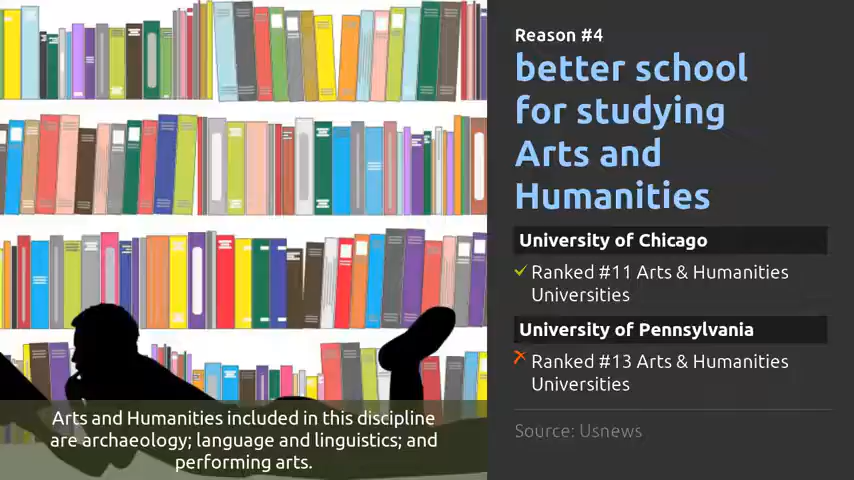 Reason #4
better school
for studying
Arts and
Humanities
University of Chicago
Ranked #11 Arts & Humanities
Universities
University of Pennsylvania
Ranked #13 Arts & Humanities
Universities
Source: Usnews
Arts and Humanities included in this discipline
are archaeology; language and linguistics; and
performing arts.